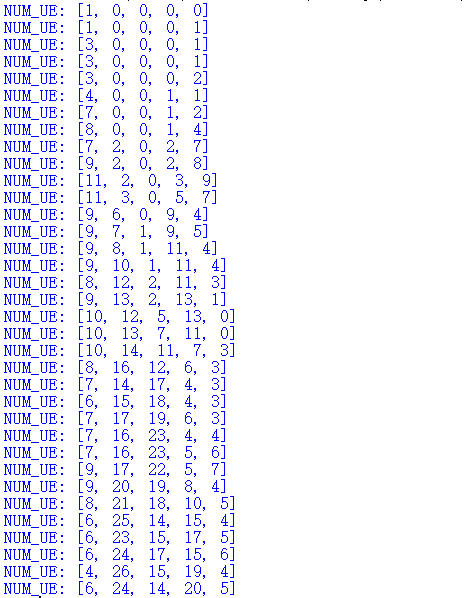 NUM_UE: [1, 0, 0, 0, 0]
NUM_UE: [1, 0, 0, 0, 1]
NUM_UE: [3, 0, 0, 0, 1]
NUM_UE: [3, 0, 0, 0, 1]
NUM_UE: [3, 0, 0, 0, 2]
NUM_UE: [4, 0, 0, 1, 1]
NUM_UE: [7, 0, 0, 1, 2]
NUM_UE: [8, 0, 0, 1, 4]
NUM_UE: [7, 2, 0, 2, 7]
NUM_UE: [9, 2, 0, 2, 8]
NUM_UE: [11, 2, 0, 3, 9]
NUM_UE: [11, 3, 0, 5, 7]
NUM_UE: [9, 6, 0, 9, 4]
NUM_UE: [9, 7, 1, 9, 5]
NUM_UE: [9, 8, 1, 11, 4]
NUM_UE: [9, 10, 1, 11, 4]
NUM_UE: [8, 12, 2, 11, 3]
NUM_UE: [9, 13, 2, 13, 1]
NUM_UE: [10, 12, 5, 13, 0]
NUM_UE: [10, 13, 7, 11, 0]
NUM_UE: [10, 14, 11, 7, 3]
NUM_UE: [8, 16, 12, 6, 3]
NUM_UE: [7, 14, 17, 4, 3]
NUM_UE: [6, 15, 18, 4, 3]
NUM_UE: [7, 17, 19, 6, 3]
NUM_UE: [7, 16, 23, 4, 4]
NUM_UE: [7, 16, 23, 5, 6]
NUM_UE: [9, 17, 22, 5, 7]
NUM_UE: [9, 20, 19, 8, 4]
NUM_UE: [8, 21, 18, 10, 5]
NUM_UE: [6, 25, 14, 15, 4]
NUM_UE: [6, 23, 15, 17, 5]
NUM_UE: [6, 24, 17, 15, 6]
NUM_UE: [4, 26, 15, 19, 4]
NUM_UE: [6, 24, 14, 20, 5]